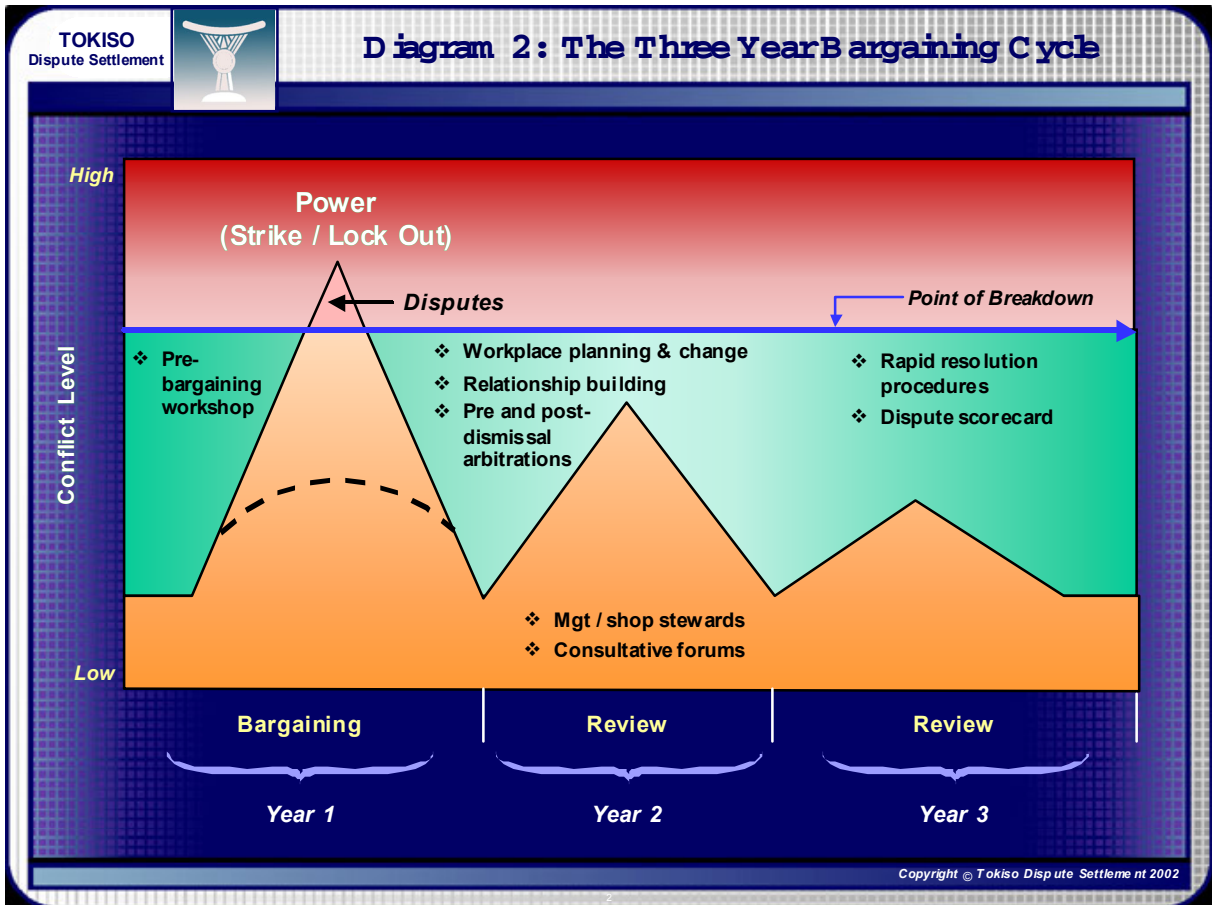 TOKISO
Dispute Settlement
Diagram 2: The Three Year Bargaining Cycle
High
Power
(Strike / Lock Out)
Disputes
Point of Breakdown
❖ Pre-
bargaining
workshop
❖ Workplace planning & change
❖ Relationship building
❖ Pre and post-
dismissal
arbitrations
❖ Rapid resolution
procedures
❖ Dispute scorecard
Conflict Level
❖ Mgt / shop stewards
❖ Consultative forums
Low
Bargaining
Review
Review
Year 1
Year 2
Year 3
Copyright © Tokiso Dispute Settlement 2002
2